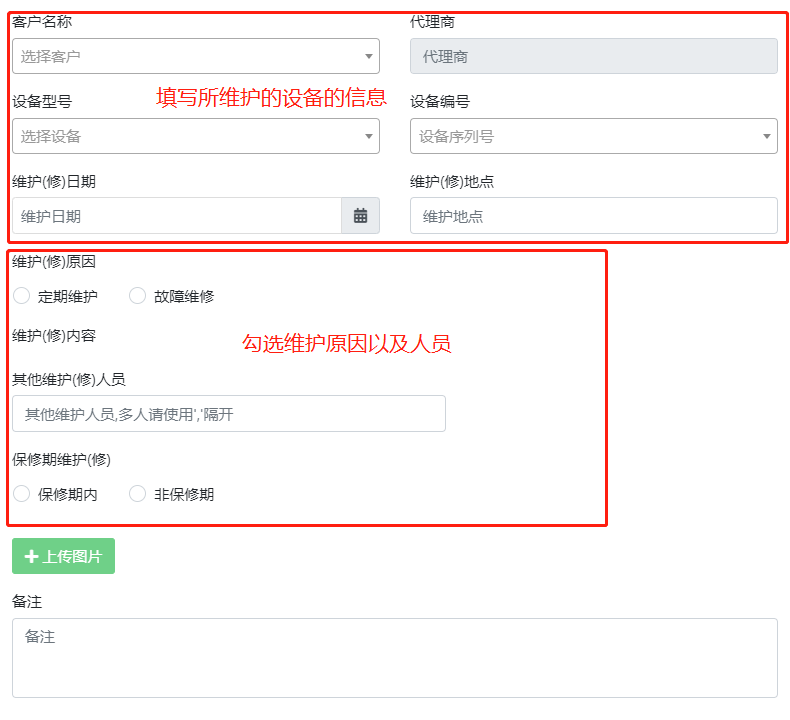 客户名称
代理商
选择客户
代理商
设备型号
填写所维护的设备的信息
设备编号
选择设备
设备序列号
维护(修)日期
维护(修)地点
维护日期
维护地点
维护(修)原因
定期维护
故障维修
维护(修)内容
勾选维护原因以及人员
其他维护(修)人员
其他维护人员,多人请使用','隔开
保修期维护(修)
保修期内
非保修期
上传图片
备注
备注